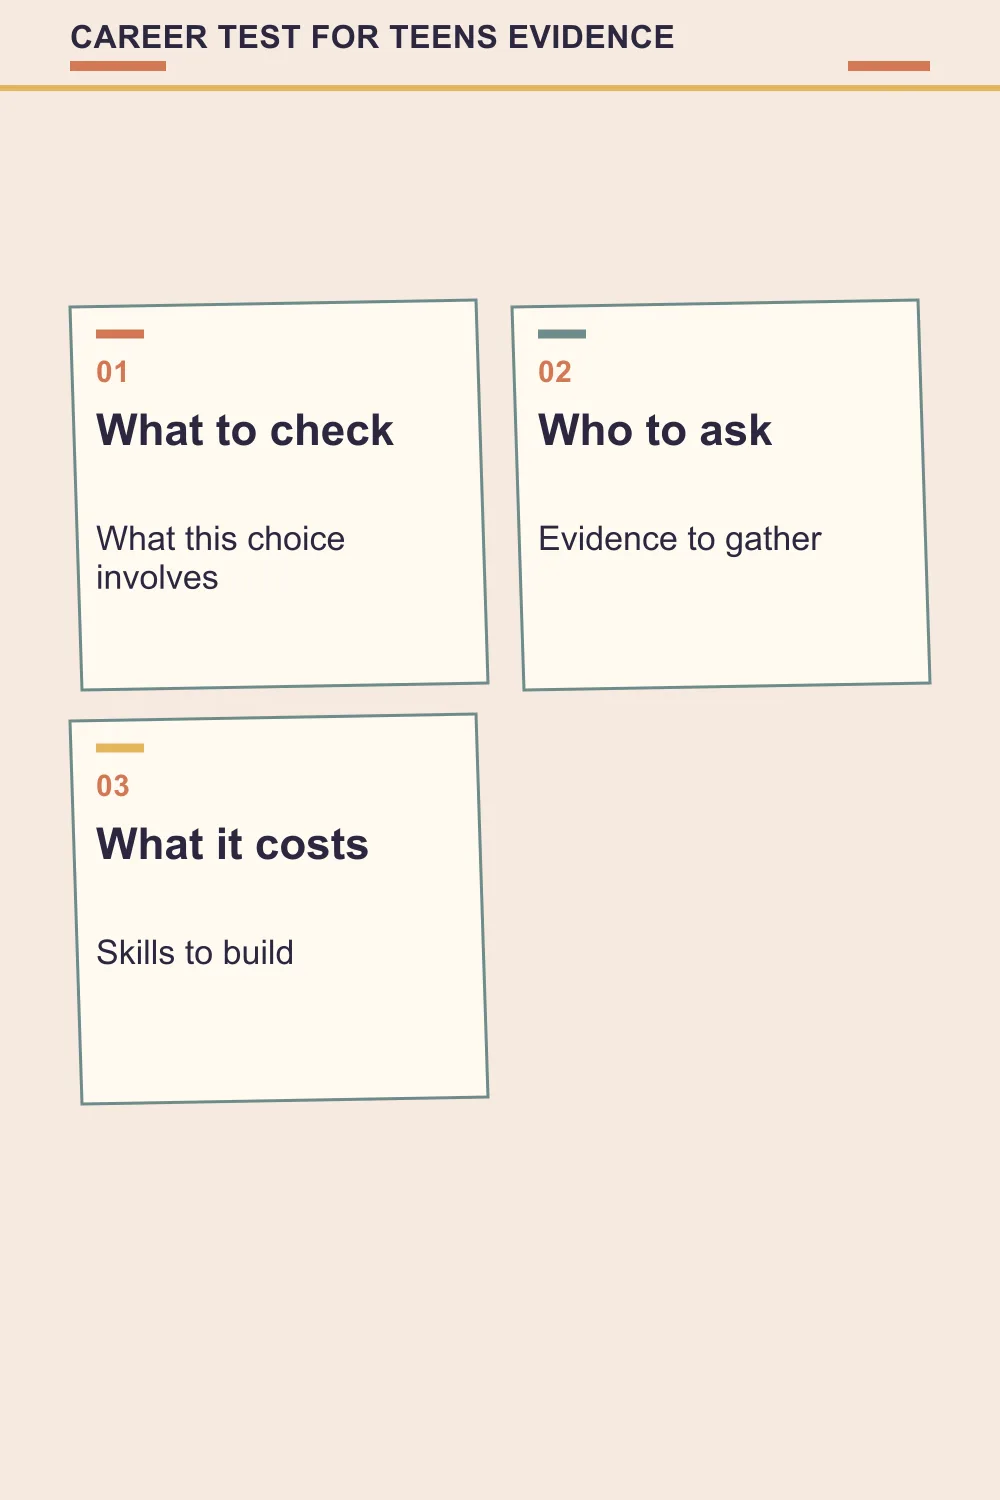 CAREER TEST FOR TEENS EVIDENCE
01
What to check
What this choice
involves
02
Who to ask
Evidence to gather
03
What it costs
Skills to build